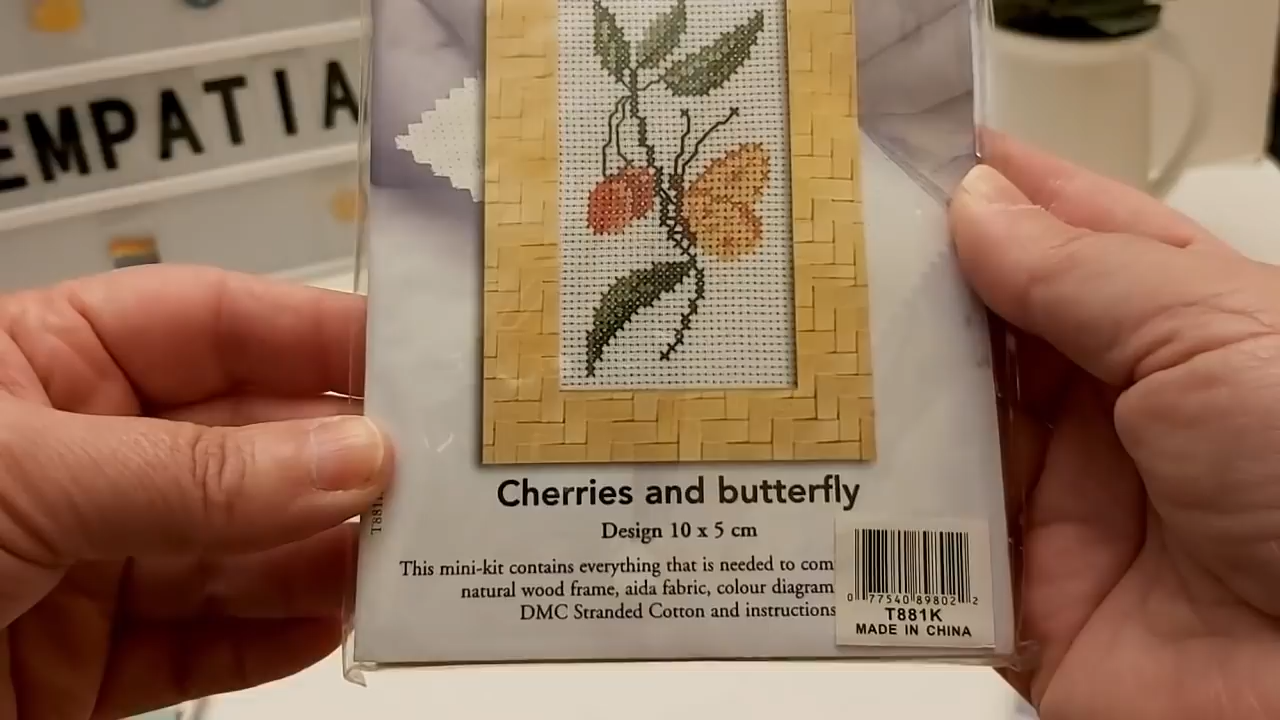 EMPATIA
Cherries and butterfly
Design 10 x 5 cm
This mini-kit contains everything that is needed to com
natural wood frame, aida fabric, colour diagram
DMC Stranded Cotton and instructions
T881K
0 77540 89802 2
T881K
MADE IN CHINA